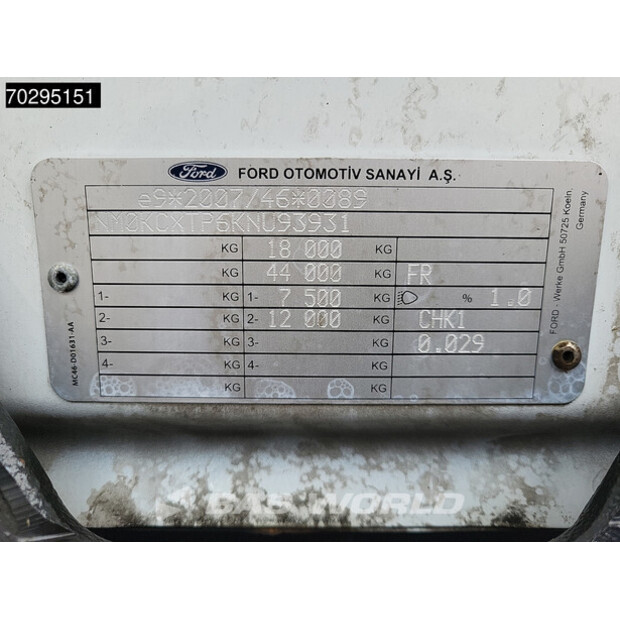 70295151
Ford FORD OTOMOTİV SANAYİ A.Ş.
e9*2007/46*0089
KG 18 000 KG
KG 44 000 KG FR
1- KG 1- 7 500 KG % 1.0
2- KG 2- 12 000 KG CHK1
3- KG 3- KG 0.029
4- KG 4- KG
KG KG
MC46-D01631-AA
FORD - Werke GmbH 50725 Koeln.
Germany
BAS WORLD